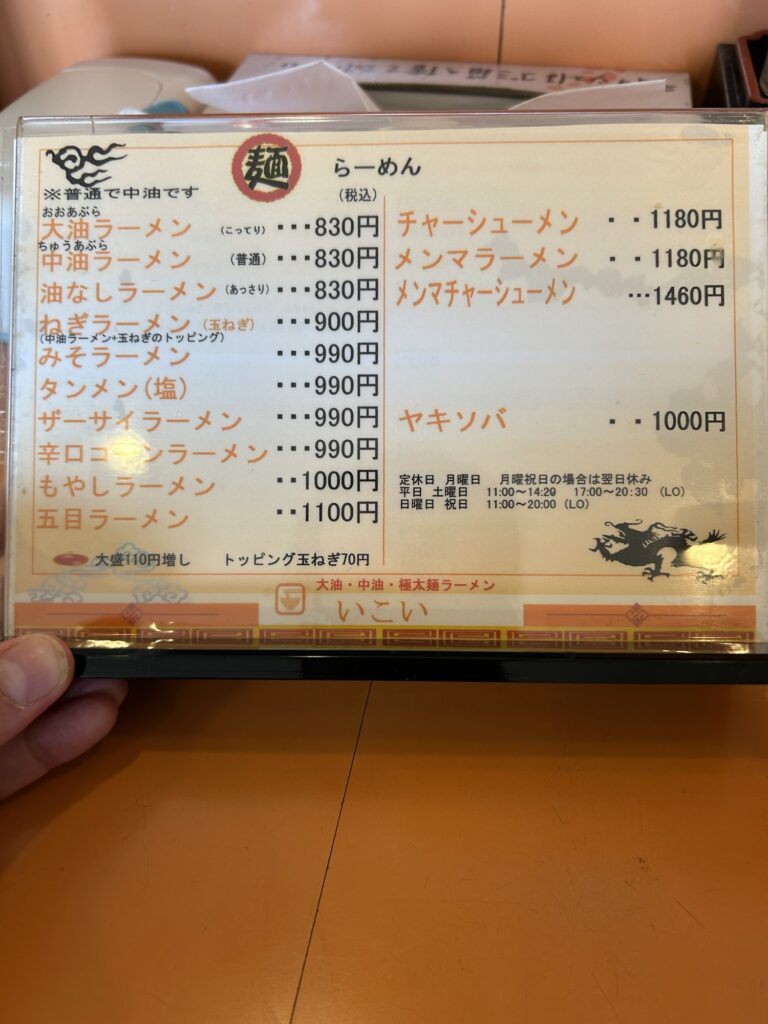 麺
らーめん
※普通で中油です
(税込)
おおあぶら
大油ラーメン (こってり) ・・・830円
ちゅうあぶら
中油ラーメン (普通) ・・・830円
油なしラーメン (あっさり) ・・・830円
ねぎラーメン (玉ねぎ) ・・・900円
(中油ラーメン+玉ねぎのトッピング)
みそラーメン ・・・990円
タンメン(塩) ・・・990円
ザーサイラーメン ・・・990円
辛口コーンラーメン ・・・990円
もやしラーメン ・・1000円
五目ラーメン ・・1100円
大盛110円増し トッピング玉ねぎ70円
チャーシューメン ・・1180円
メンマラーメン ・・1180円
メンマチャーシューメン ・・・1460円
ヤキソバ ・・1000円
定休日 月曜日 月曜祝日の場合は翌日休み
平日 土曜日 11:00～14:20 17:00～20:30 (LO)
日曜日 祝日 11:00～20:00 (LO)
大油・中油・極太麺ラーメン
いこい